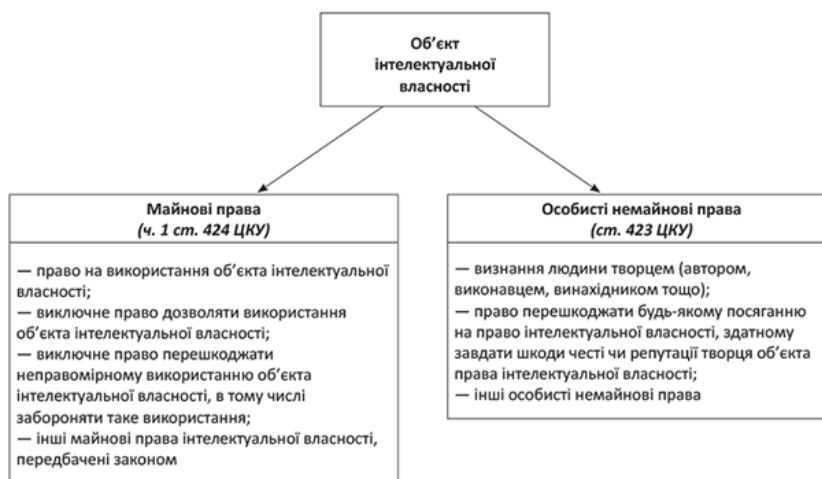 Об’єкт
інтелектуальної
власності
Майнові права
(ч. 1 ст. 424 ЦКУ)
— право на використання об’єкта інтелектуальної
власності;
— виключне право дозволяти використання
об’єкта інтелектуальної власності;
— виключне право перешкоджати
неправомірному використанню об’єкта
інтелектуальної власності, в тому числі
забороняти таке використання;
— інші майнові права інтелектуальної власності,
передбачені законом
Особисті немайнові права
(ст. 423 ЦКУ)
— визнання людини творцем (автором,
виконавцем, винахідником тощо);
— право перешкоджати будь-якому посяганню
на право інтелектуальної власності, здатному
завдати шкоди честі чи репутації творця об’єкта
права інтелектуальної власності;
— інші особисті немайнові права